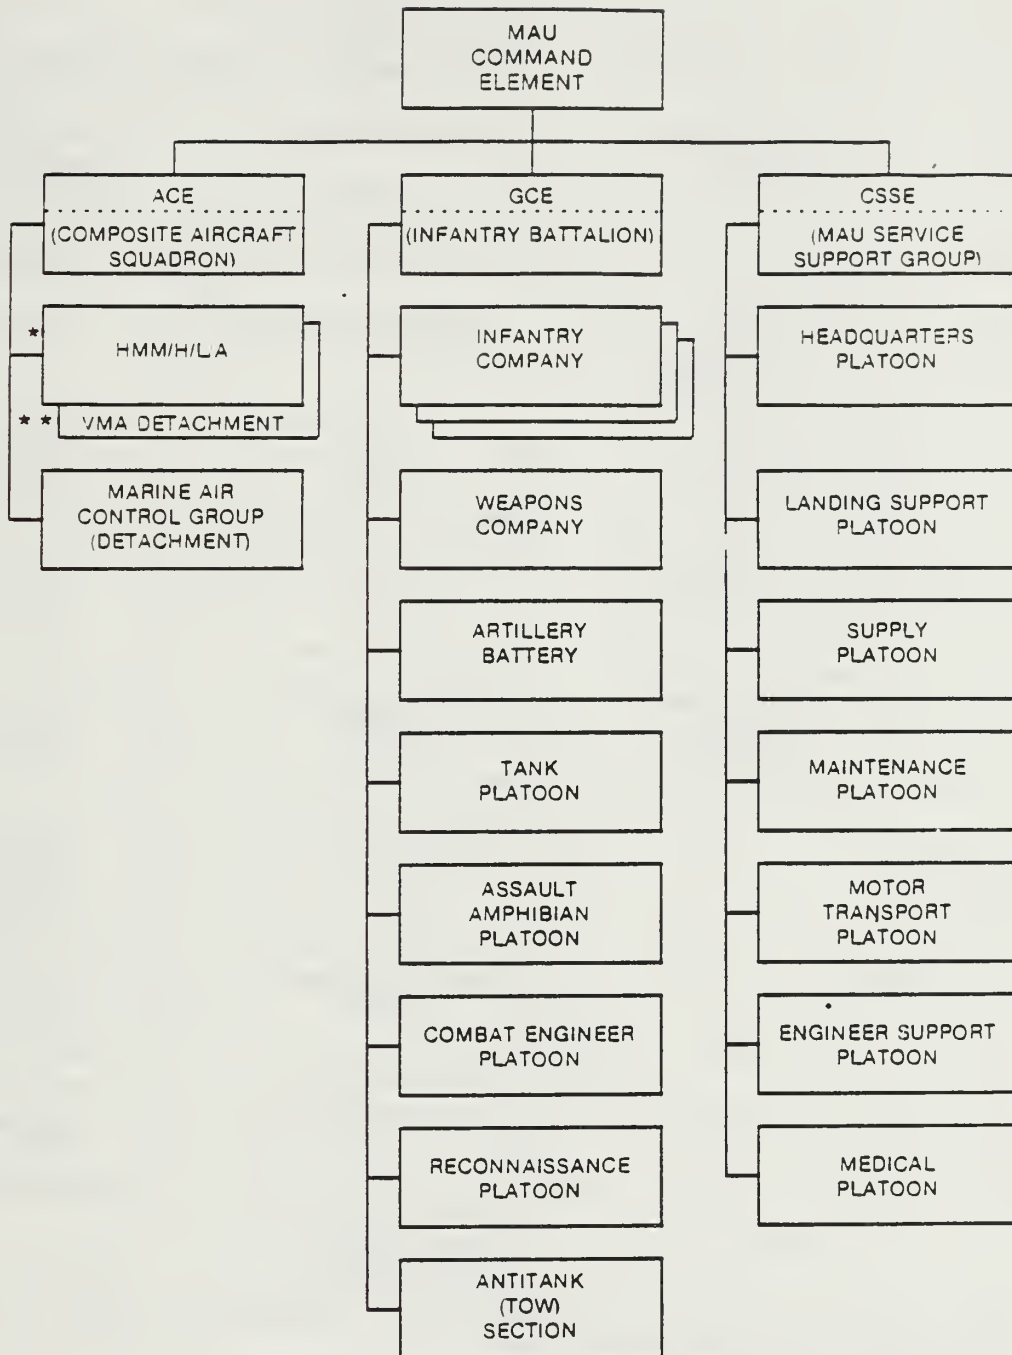 MAU
COMMAND
ELEMENT
ACE
(COMPOSITE AIRCRAFT
SQUADRON)
*
HMM/H/L/A
* *
VMA DETACHMENT
MARINE AIR
CONTROL GROUP
(DETACHMENT)
GCE
(INFANTRY BATTALION)
INFANTRY
COMPANY
WEAPONS
COMPANY
ARTILLERY
BATTERY
TANK
PLATOON
ASSAULT
AMPHIBIAN
PLATOON
COMBAT ENGINEER
PLATOON
RECONNAISSANCE
PLATOON
ANTITANK
(TOW)
SECTION
CSSE
(MAU SERVICE
SUPPORT GROUP)
HEADQUARTERS
PLATOON
LANDING SUPPORT
PLATOON
SUPPLY
PLATOON
MAINTENANCE
PLATOON
MOTOR
TRANSPORT
PLATOON
ENGINEER SUPPORT
PLATOON
MEDICAL
PLATOON